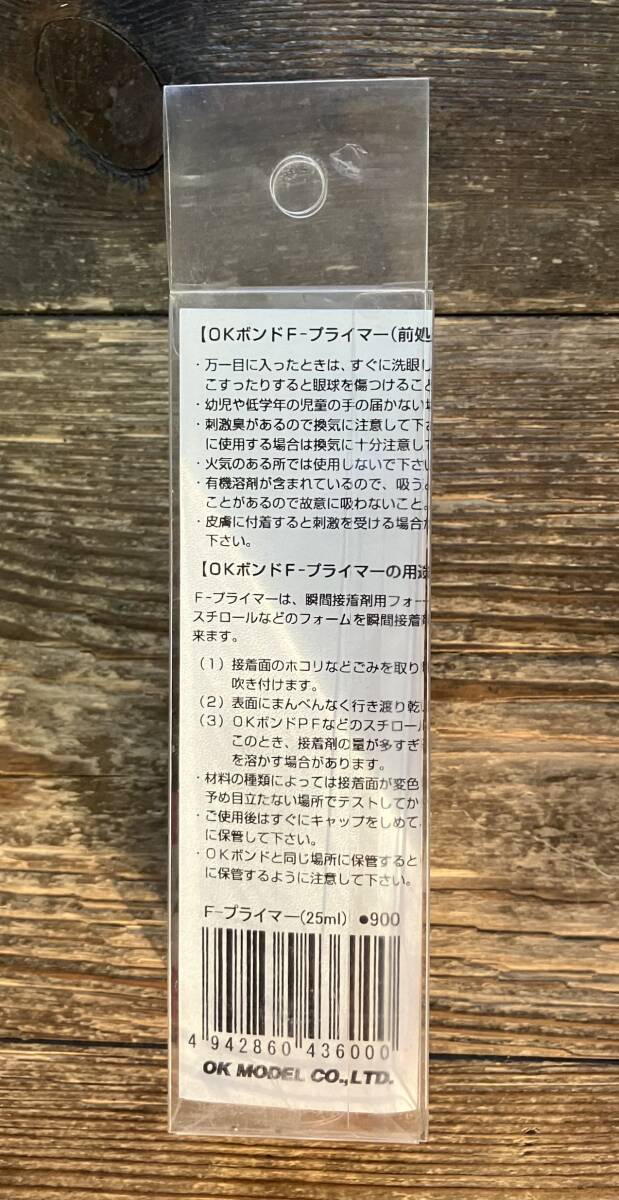 【OKボンドF-プライマー(前処
・万一目に入ったときは、すぐに洗眼し
こすったりすると眼球を傷つけること
・幼児や低学年の児童の手の届かない
・刺激臭があるので換気に注意して下さ
に使用する場合は換気に十分注意して
・火気のある所では使用しないで下さい
・有機溶剤が含まれているので、吸うと
ことがあるので故意に吸わないこと。
・皮膚に付着すると刺激を受ける場合が
下さい。
【OKボンドF-プライマーの用途
F-プライマーは、瞬間接着剤用フォー
スチロールなどのフォームを瞬間接着剤
来ます。
(1) 接着面のホコリなどごみを取り
吹き付けます。
(2) 表面にまんべんなく行き渡り乾
(3) OKボンドPFなどのスチロール
このとき、接着剤の量が多すぎ
を溶かす場合があります。
・材料の種類によっては接着面が変色
予め目立たない場所でテストしてか
・ご使用後はすぐにキャップをしめて、
に保管して下さい。
・OKボンドと同じ場所に保管すると
に保管するように注意して下さい。
F-プライマー(25ml) ●900
4 942860 436000
OK MODEL CO.,LTD.